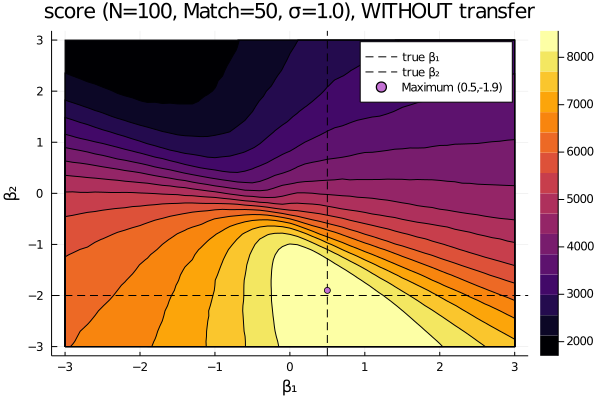 score (N=100, Match=50, σ=1.0), WITHOUT transfer
true β₁
true β₂
Maximum (0.5,-1.9)
β₂
3
2
1
0
−1
−2
−3
−3 −2 −1 0 1 2 3
β₁
8000
7000
6000
5000
4000
3000
2000